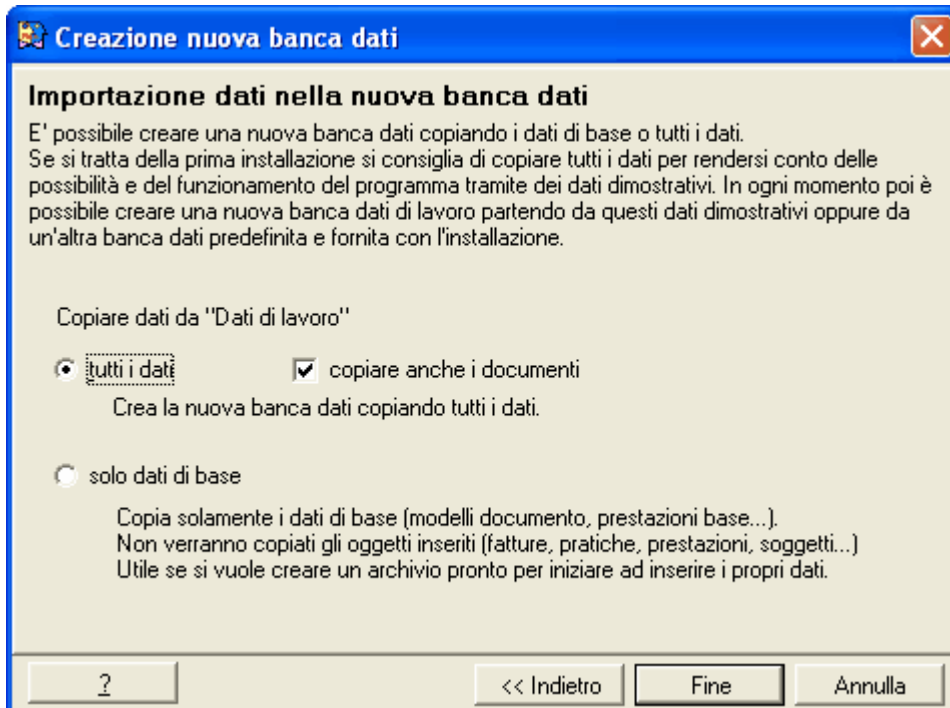 Creazione nuova banca dati
Importazione dati nella nuova banca dati
E' possibile creare una nuova banca dati copiando i dati di base o tutti i dati.
Se si tratta della prima installazione si consiglia di copiare tutti i dati per rendersi conto delle
possibilità e del funzionamento del programma tramite dei dati dimostrativi. In ogni momento poi è
possibile creare una nuova banca dati di lavoro partendo da questi dati dimostrativi oppure da
un'altra banca dati predefinita e fornita con l'installazione.
Copiare dati da "Dati di lavoro"
tutti i dati copiare anche i documenti
Crea la nuova banca dati copiando tutti i dati.
solo dati di base
Copia solamente i dati di base (modelli documento, prestazioni base...).
Non verranno copiati gli oggetti inseriti (fatture, pratiche, prestazioni, soggetti...)
Utile se si vuole creare un archivio pronto per iniziare ad inserire i propri dati.
? << Indietro Fine Annulla